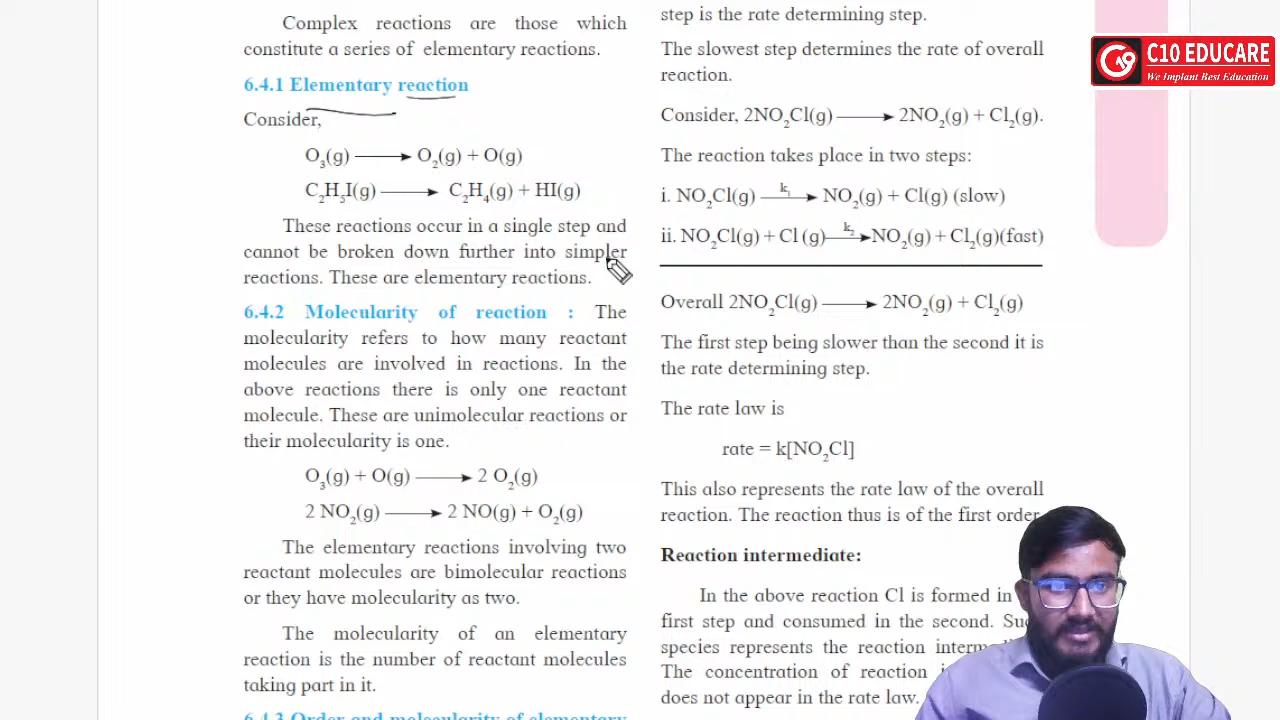 Complex reactions are those which
constitute a series of elementary reactions.
6.4.1 Elementary reaction
Consider,
O₃(g) ⟶ O₂(g) + O(g)
C₂H₅I(g) ⟶ C₂H₄(g) + HI(g)
These reactions occur in a single step and
cannot be broken down further into simpler
reactions. These are elementary reactions.
6.4.2 Molecularity of reaction : The
molecularity refers to how many reactant
molecules are involved in reactions. In the
above reactions there is only one reactant
molecule. These are unimolecular reactions or
their molecularity is one.
O₃(g) + O(g) ⟶ 2 O₂(g)
2 NO₂(g) ⟶ 2 NO(g) + O₂(g)
The elementary reactions involving two
reactant molecules are bimolecular reactions
or they have molecularity as two.
The molecularity of an elementary
reaction is the number of reactant molecules
taking part in it.
6.4.3 Order and molecularity of elementary
step is the rate determining step.
The slowest step determines the rate of overall
reaction.
Consider, 2NO₂Cl(g) ⟶ 2NO₂(g) + Cl₂(g).
The reaction takes place in two steps:
i. NO₂Cl(g) —k₁⟶ NO₂(g) + Cl(g) (slow)
ii. NO₂Cl(g) + Cl (g) —k₂⟶ NO₂(g) + Cl₂(g)(fast)
Overall 2NO₂Cl(g) ⟶ 2NO₂(g) + Cl₂(g)
The first step being slower than the second it is
the rate determining step.
The rate law is
rate = k[NO₂Cl]
This also represents the rate law of the overall
reaction. The reaction thus is of the first order.
Reaction intermediate:
In the above reaction Cl is formed in
first step and consumed in the second.
species represents the reaction
The concentration of reaction
does not appear in the rate law.
C10 EDUCARE
We Implant Best Education